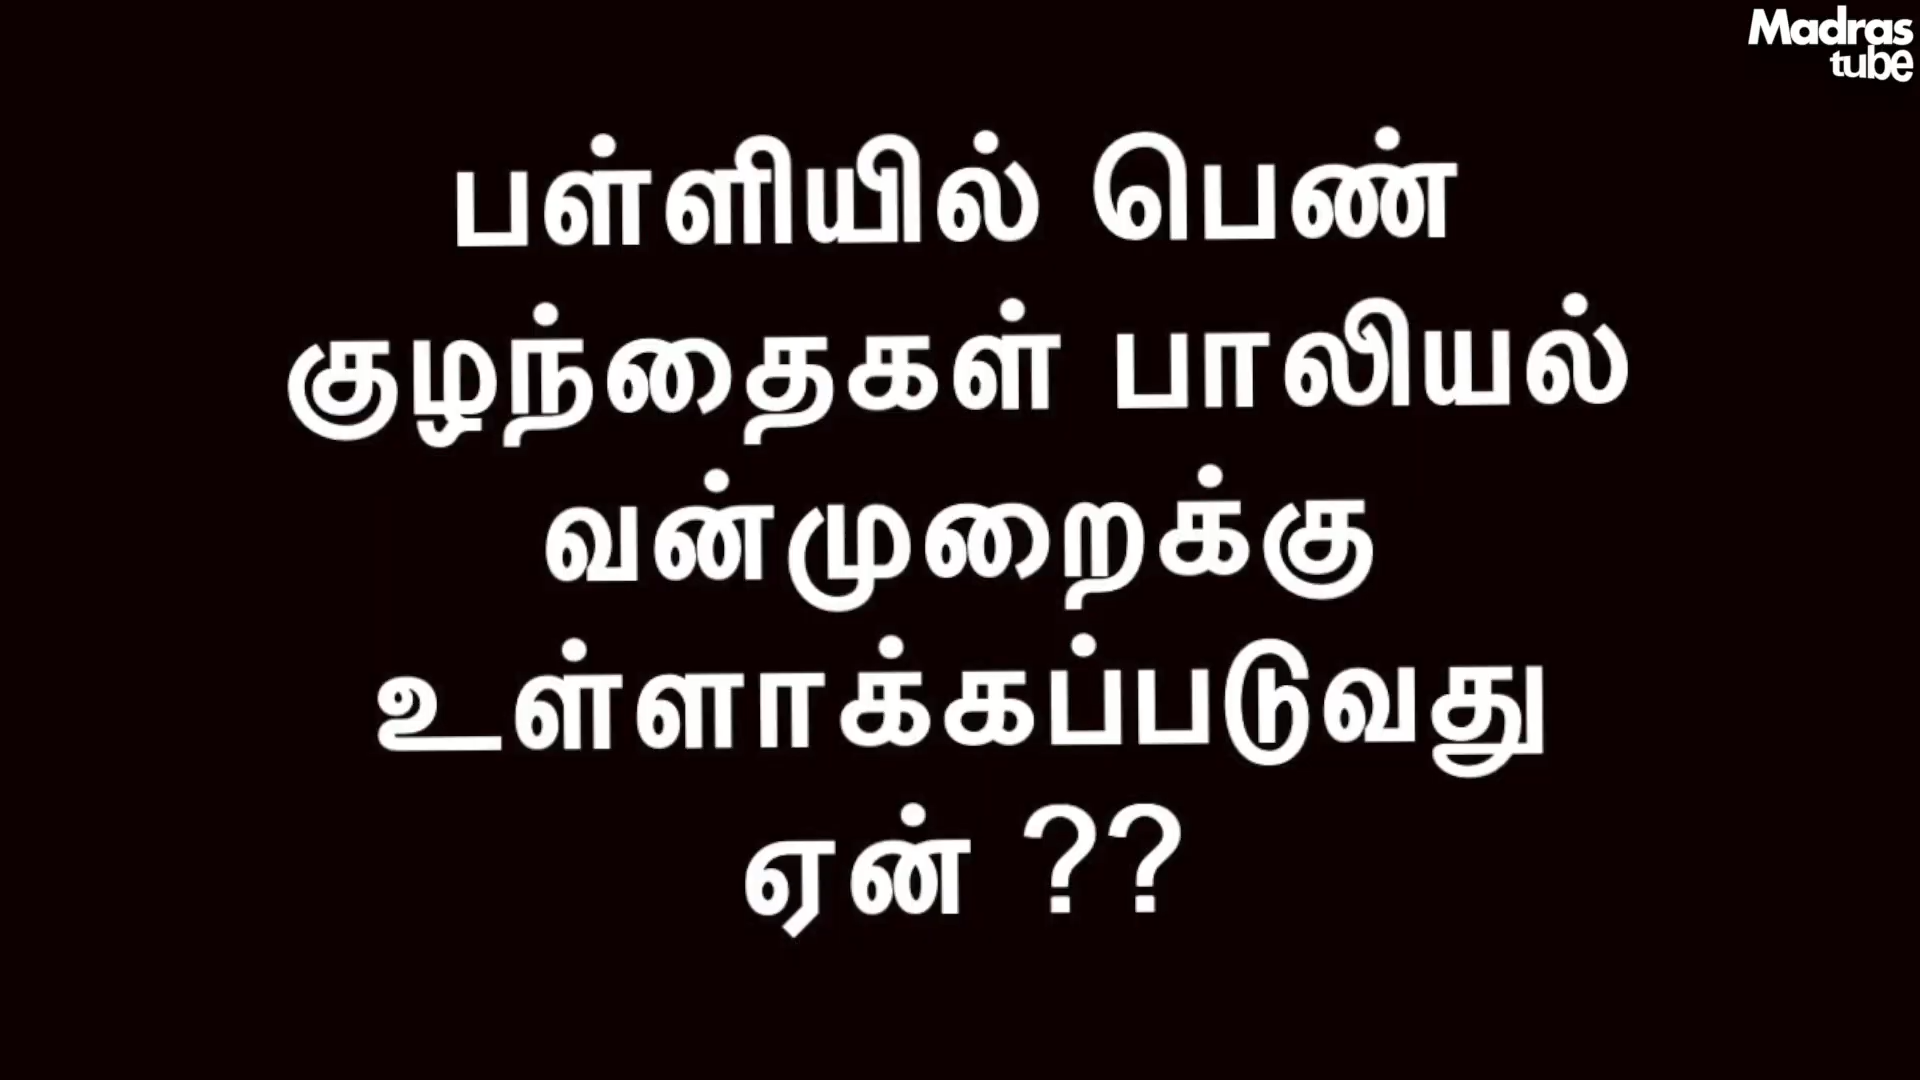 Madras
tube
பள்ளியில் பெண்
குழந்தைகள் பாலியல்
வன்முறைக்கு
உள்ளாக்கப்படுவது
ஏன் ??